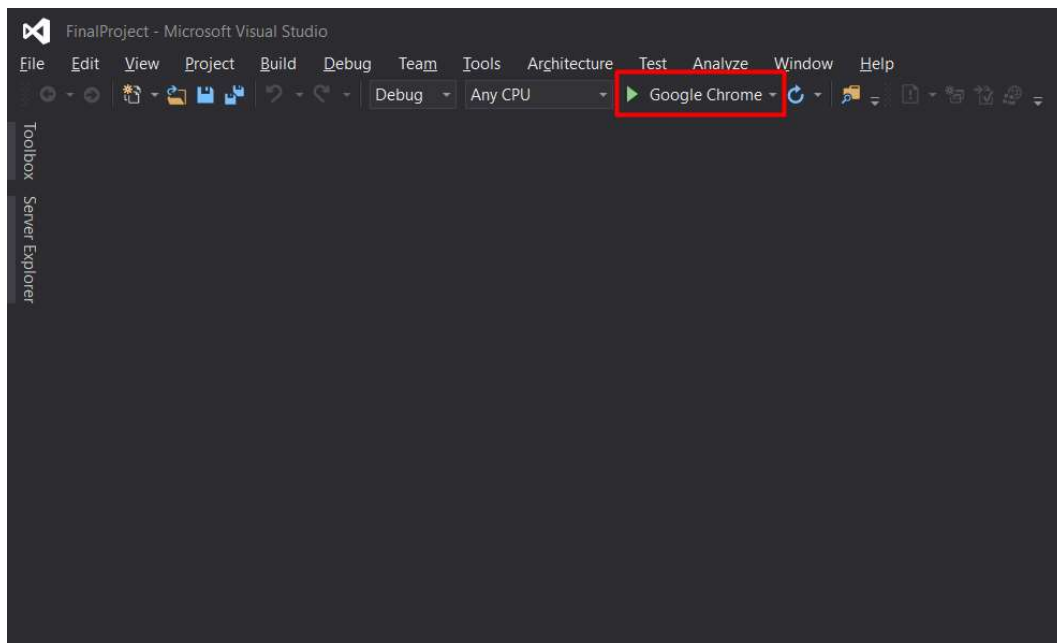 FinalProject - Microsoft Visual Studio
File Edit View Project Build Debug Team Tools Architecture Test Analyze Window Help
Debug Any CPU Google Chrome
Toolbox
Server Explorer